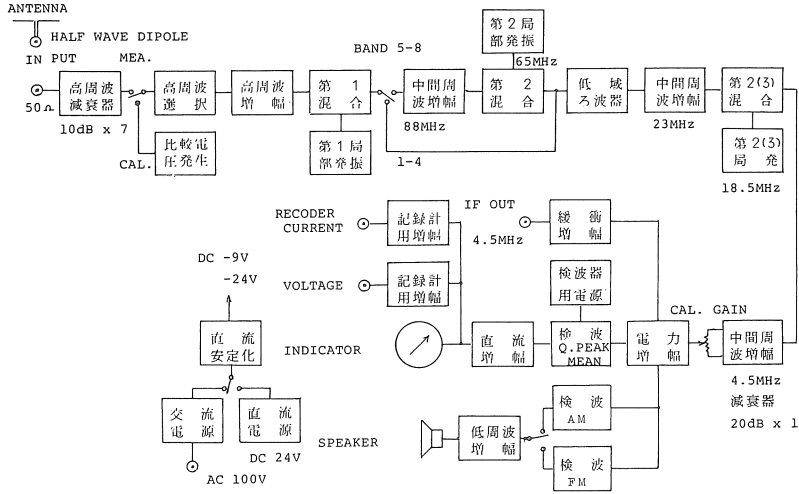 ANTENNA
HALF WAVE DIPOLE
IN PUT
MEA.
50Ω
高周波
減衰器
10dB x 7
CAL.
比較電
圧発生
高周波
選択
高周波
増幅
第1
混合
第1局
部発振
BAND 5-8
1-4
中間周
波増幅
88MHz
第2局
部発振
65MHz
第2
混合
低域
ろ波器
中間周
波増幅
23MHz
第2(3)
混合
第2(3)
局発
18.5MHz
RECODER
CURRENT
記録計
用増幅
IF OUT
4.5MHz
緩衝
増幅
DC -9V
-24V
VOLTAGE
記録計
用増幅
検波器
用電源
CAL. GAIN
直流
安定化
INDICATOR
直流
増幅
検波
Q.PEAK
MEAN
電力
増幅
中間周
波増幅
4.5MHz
減衰器
20dB x 1
交流
電源
直流
電源
DC 24V
AC 100V
SPEAKER
低周波
増幅
検波
AM
検波
FM